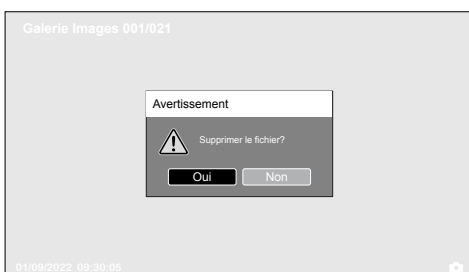 Galerie Images 001/021
Avertissement
Supprimer le fichier?
Oui Non
01/09/2022 09:30:05